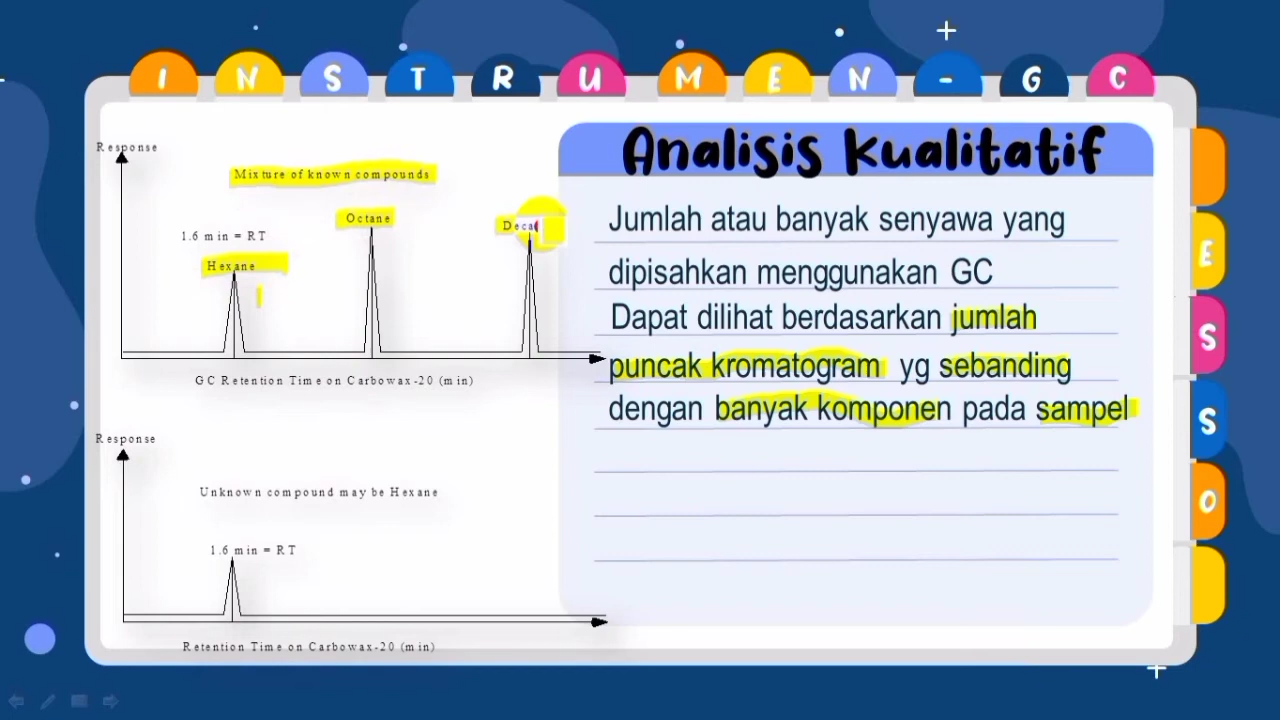 INSTRUMEN-GC
Response
Mixture of known compounds
Octane
1.6 min = RT
Hexane
GC Retention Time on Carbowax-20 (min)
Response
Unknown compound may be Hexane
1.6 min = RT
Retention Time on Carbowax-20 (min)
Analisis Kualitatif
Jumlah atau banyak senyawa yang
dipisahkan menggunakan GC
Dapat dilihat berdasarkan jumlah
puncak kromatogram yg sebanding
dengan banyak komponen pada sampel
E
S
S
O